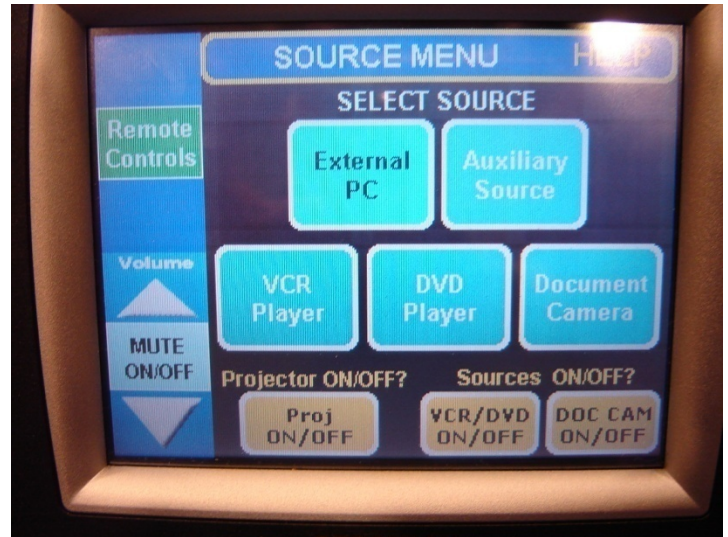 SOURCE MENU HELP
SELECT SOURCE
Remote
Controls
External
PC
Auxiliary
Source
Volume
VCR
Player
DVD
Player
Document
Camera
MUTE
ON/OFF
Projector ON/OFF?
Sources ON/OFF?
Proj
ON/OFF
VCR/DVD
ON/OFF
DOC CAM
ON/OFF